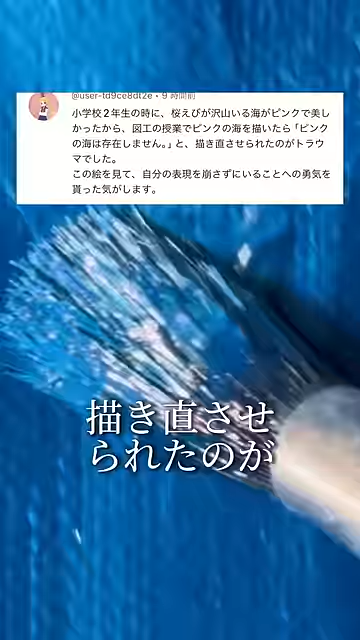 @user-td9ce8dt2e • 9 時間前
小学校2年生の時に、桜えびが沢山いる海がピンクで美し
かったから、図工の授業でピンクの海を描いたら「ピンク
の海は存在しません。」と、描き直させられたのがトラウ
マでした。
この絵を見て、自分の表現を崩さずにいることへの勇気を
貰った気がします。
描き直させ
られたのが